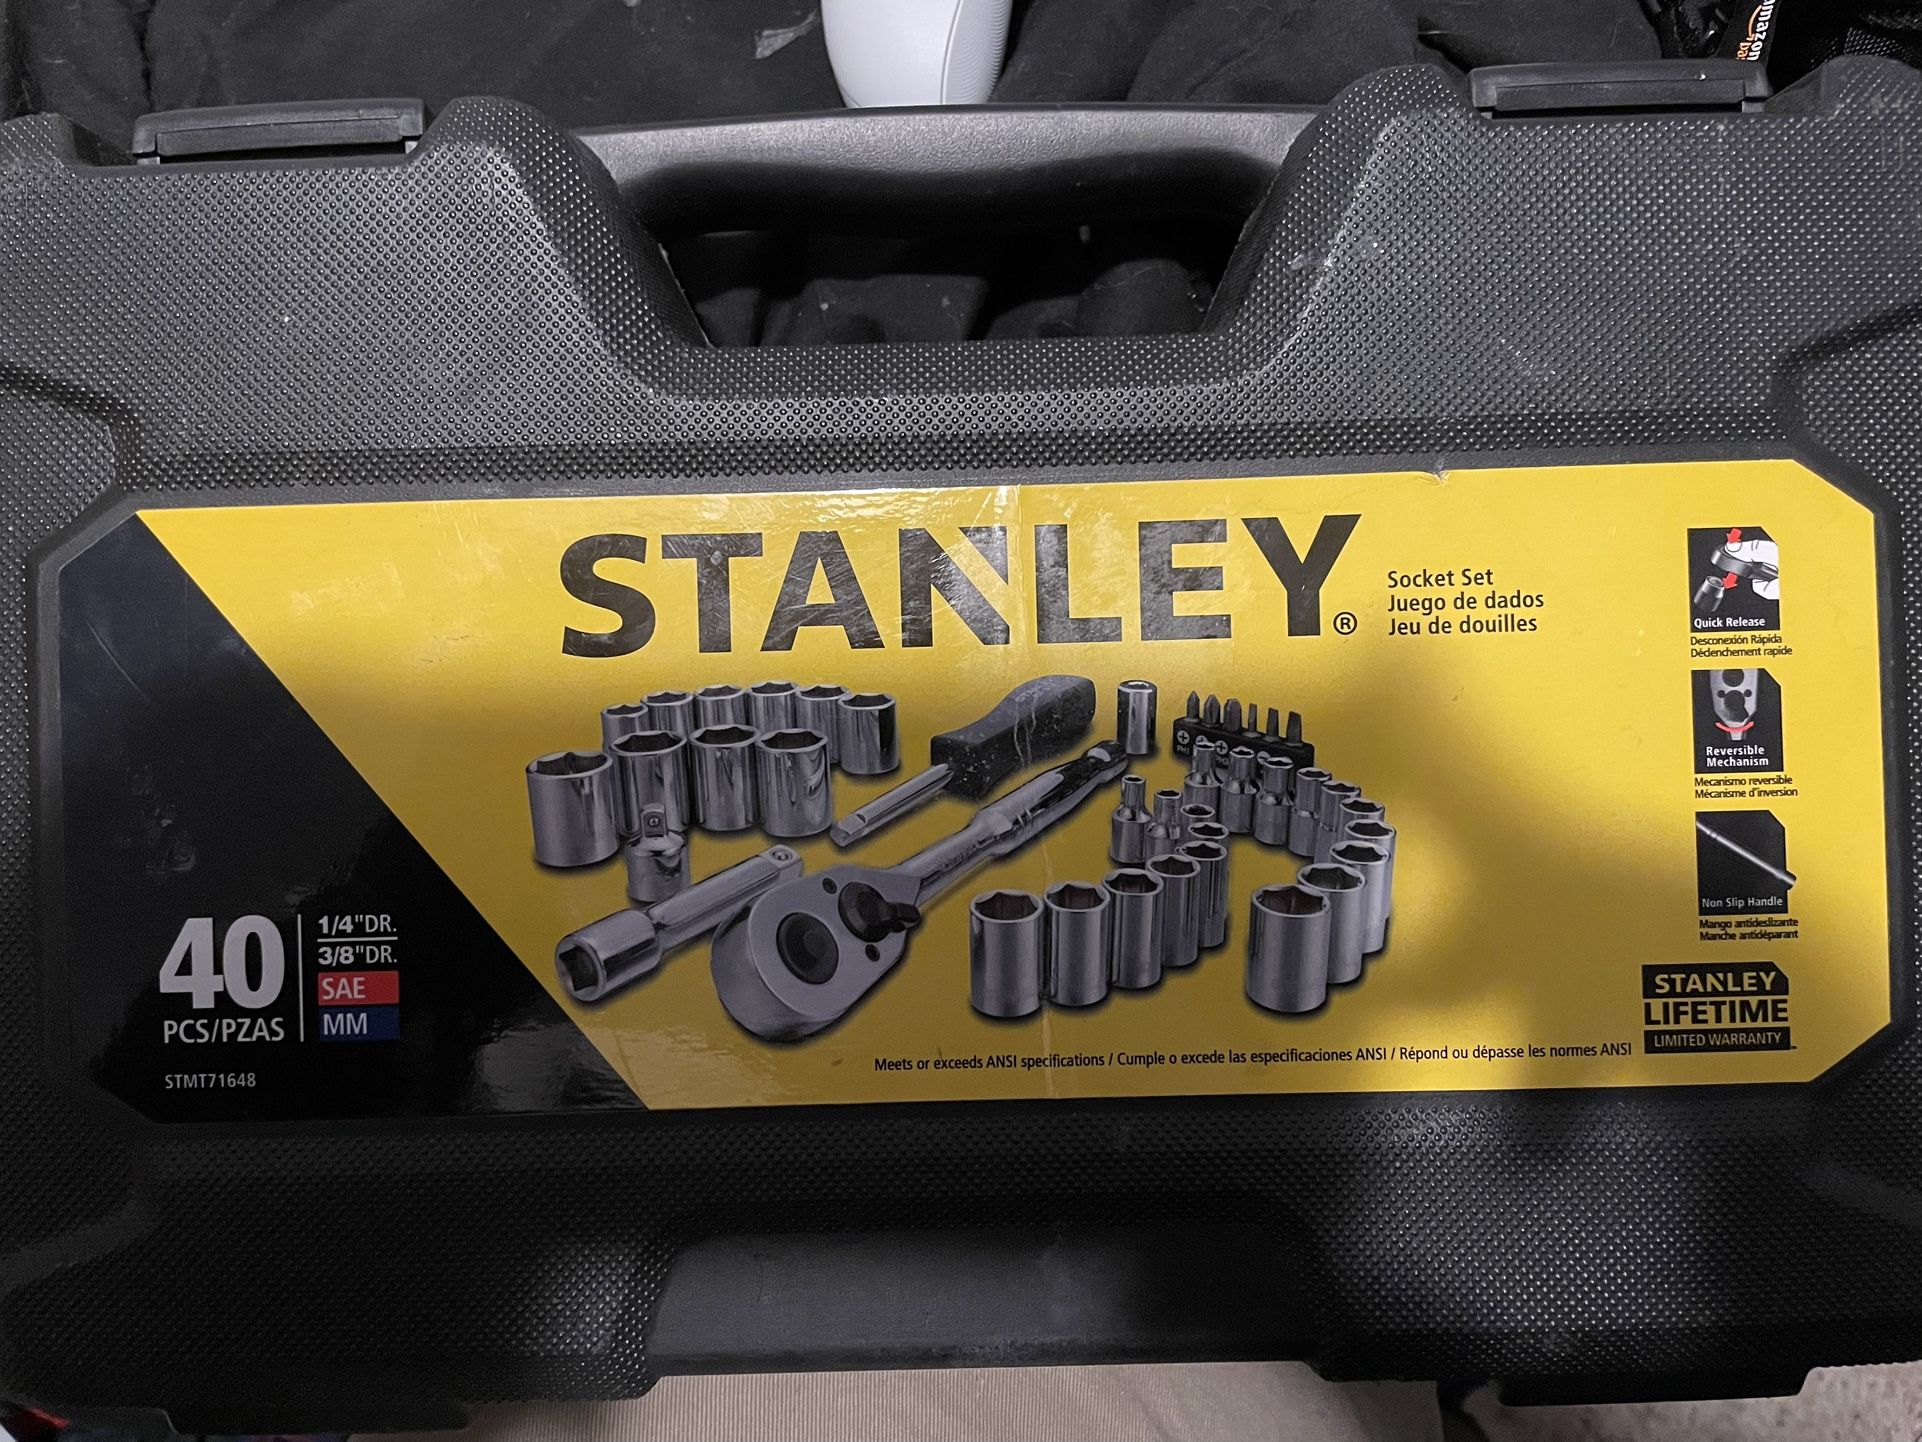 amazon
STANLEY®
Socket Set
Juego de dados
Jeu de douilles
Quick Release
Desconexión Rápida
Déclenchement rapide
Reversible
Mechanism
Mecanismo reversible
Mécanisme d'inversion
Non Slip Handle
Mango antideslizante
Manche antidéparant
PH1
40
PCS/PZAS
1/4"DR.
3/8"DR.
SAE
MM
STMT71648
Meets or exceeds ANSI specifications / Cumple o excede las especificaciones ANSI / Répond ou dépasse les normes ANSI
STANLEY
LIFETIME
LIMITED WARRANTY